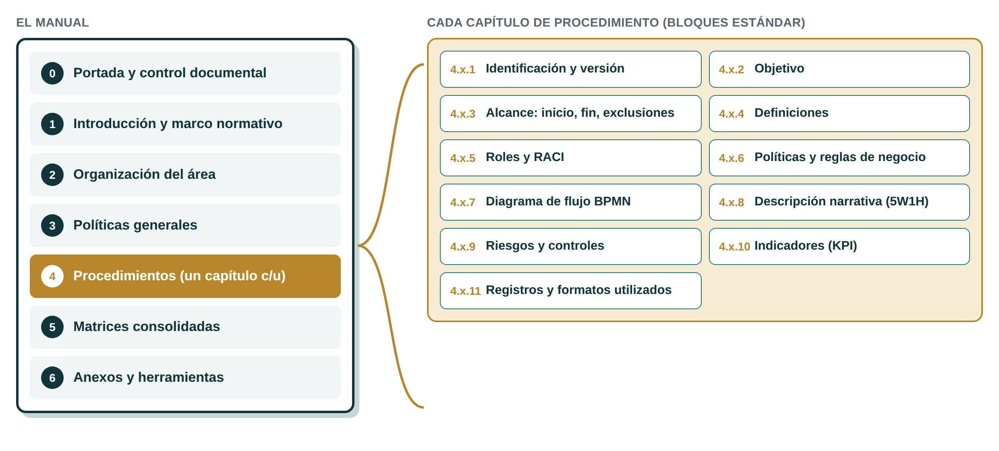 EL MANUAL
0 Portada y control documental
1 Introducción y marco normativo
2 Organización del área
3 Políticas generales
4 Procedimientos (un capítulo c/u)
5 Matrices consolidadas
6 Anexos y herramientas
CADA CAPÍTULO DE PROCEDIMIENTO (BLOQUES ESTÁNDAR)
4.x.1 Identificación y versión
4.x.2 Objetivo
4.x.3 Alcance: inicio, fin, exclusiones
4.x.4 Definiciones
4.x.5 Roles y RACI
4.x.6 Políticas y reglas de negocio
4.x.7 Diagrama de flujo BPMN
4.x.8 Descripción narrativa (5W1H)
4.x.9 Riesgos y controles
4.x.10 Indicadores (KPI)
4.x.11 Registros y formatos utilizados